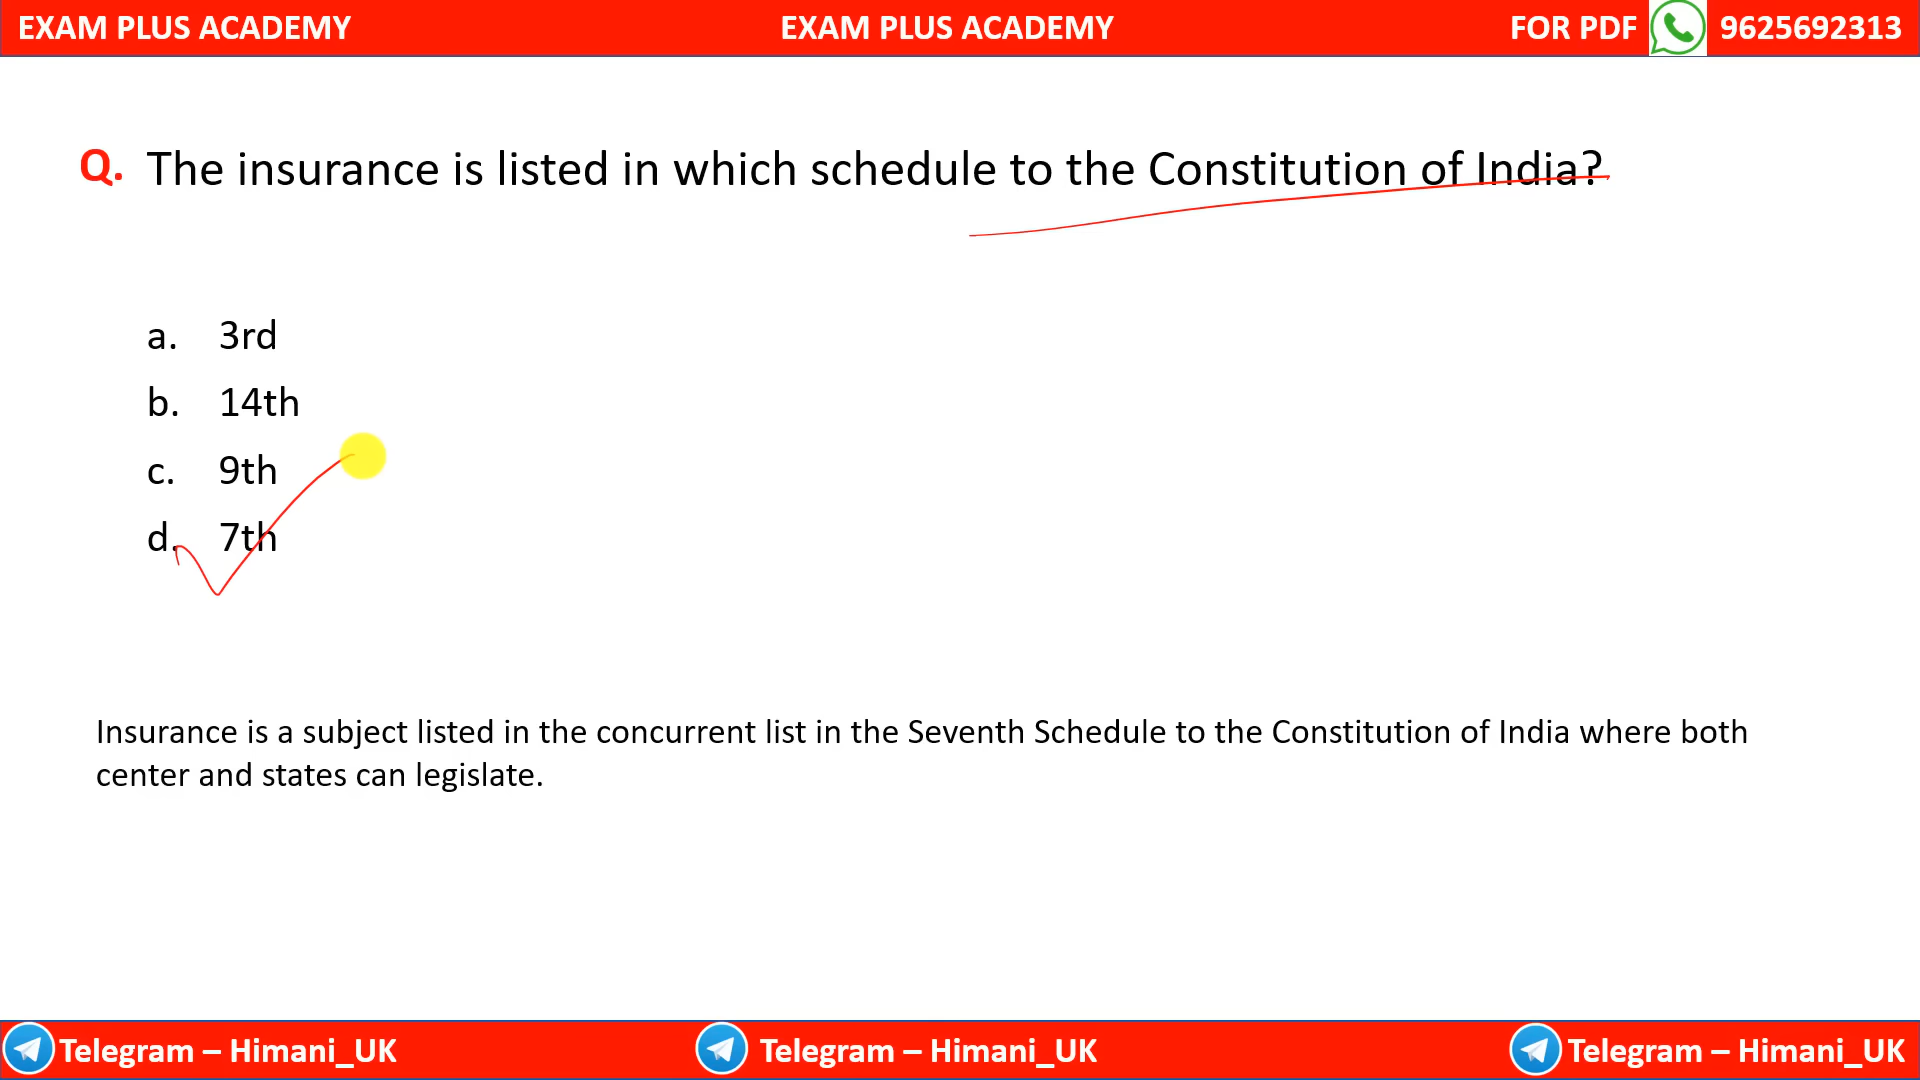 EXAM PLUS ACADEMY EXAM PLUS ACADEMY FOR PDF 9625692313
Q. The insurance is listed in which schedule to the Constitution of India?
a. 3rd
b. 14th
c. 9th
d. 7th
Insurance is a subject listed in the concurrent list in the Seventh Schedule to the Constitution of India where both
center and states can legislate.
Telegram – Himani_UK Telegram – Himani_UK Telegram – Himani_UK